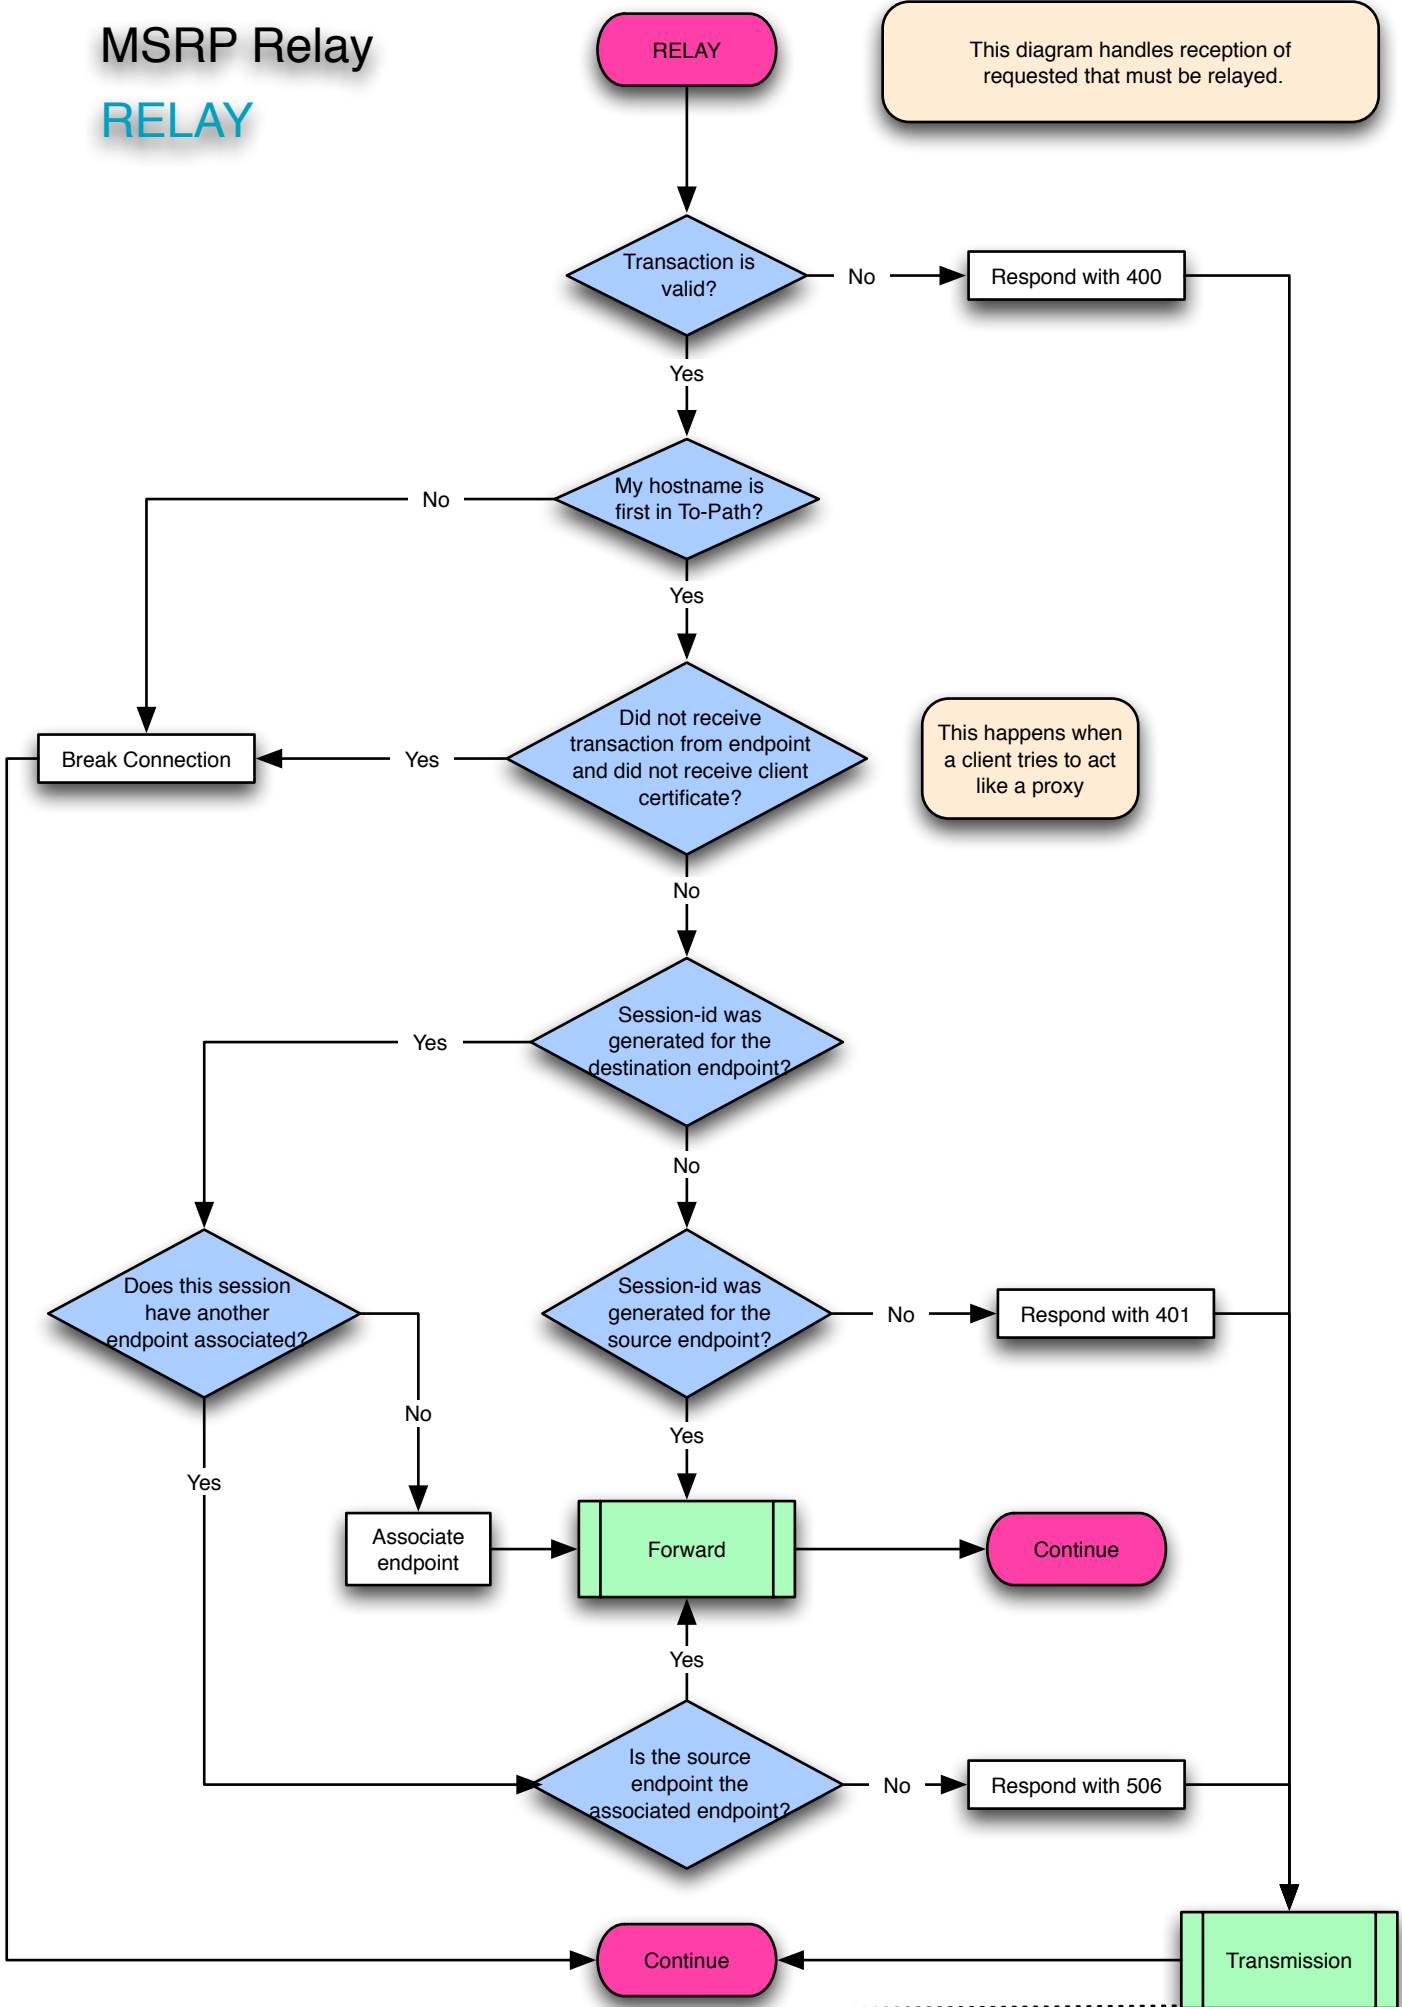 MSRP Relay
RELAY
RELAY
This diagram handles reception of
requested that must be relayed.
Transaction is
valid?
No
Respond with 400
Yes
My hostname is
first in To-Path?
No
Yes
Did not receive
transaction from endpoint
and did not receive client
certificate?
This happens when
a client tries to act
like a proxy
Yes
Break Connection
No
Session-id was
generated for the
destination endpoint?
Yes
No
Does this session
have another
endpoint associated?
Session-id was
generated for the
source endpoint?
No
Respond with 401
No
Yes
Yes
Associate
endpoint
Forward
Continue
Yes
Is the source
endpoint the
associated endpoint?
No
Respond with 506
Continue
Transmission